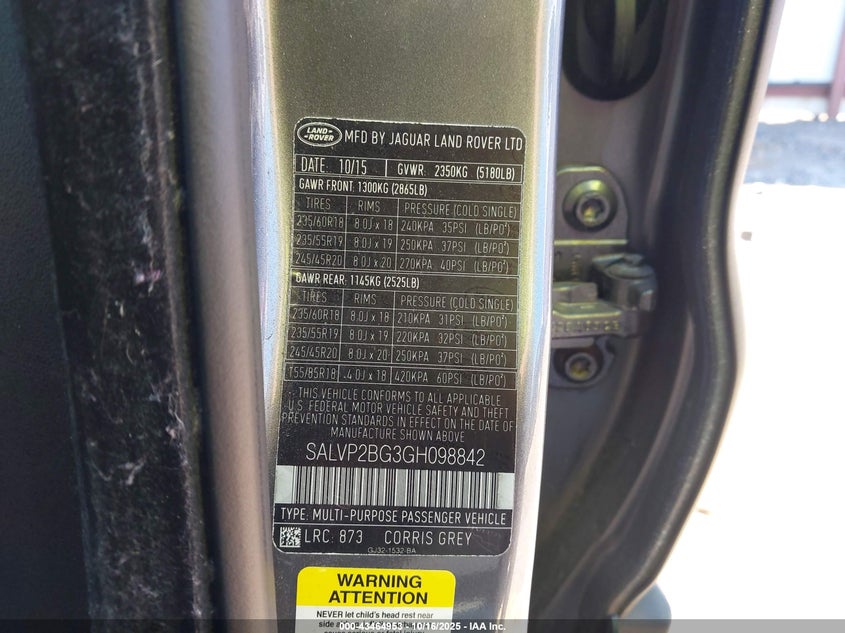 LAND ROVER MFD BY JAGUAR LAND ROVER LTD
DATE. 10/15 GVWR. 2350KG (5180LB)
GAWR FRONT: 1300KG (2865LB)
TIRES RIMS PRESSURE (COLD SINGLE)
235/60R18 8.0J x 18 240KPA 35PSI (LB/PO²)
235/55R19 8.0J x 19 250KPA 37PSI (LB/PO²)
245/45R20 8.0J x 20 270KPA 40PSI (LB/PO²)
GAWR REAR: 1145KG (2525LB)
TIRES RIMS PRESSURE (COLD SINGLE)
235/60R18 8.0J x 18 210KPA 31PSI (LB/PO²)
235/55R19 8.0J x 19 220KPA 32PSI (LB/PO²)
245/45R20 8.0J x 20 250KPA 37PSI (LB/PO²)
T55/85R18 4.0J x 18 420KPA 60PSI (LB/PO²)
THIS VEHICLE CONFORMS TO ALL APPLICABLE
U.S. FEDERAL MOTOR VEHICLE SAFETY AND THEFT
PREVENTION STANDARDS IN EFFECT ON THE DATE OF
MANUFACTURE SHOWN ABOVE
SALVP2BG3GH098842
TYPE: MULTI-PURPOSE PASSENGER VEHICLE
LRC: 873 CORRIS GREY
GJ32-1532-BA
WARNING
ATTENTION
NEVER let child's head rest near
side
000-43464953 - 10/16/2025 - IAA Inc.